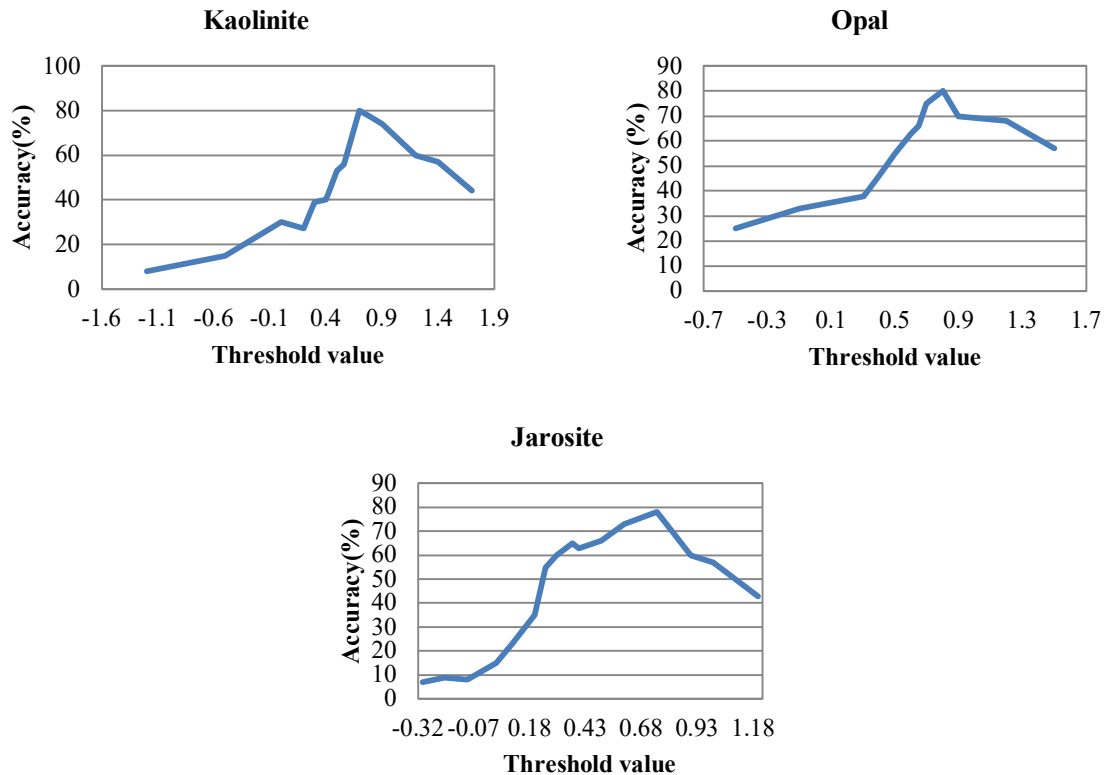 Kaolinite
100
80
60
40
20
0
Accuracy(%)
-1.6 -1.1 -0.6 -0.1 0.4 0.9 1.4 1.9
Threshold value
Opal
90
80
70
60
50
40
30
20
10
0
Accuracy (%)
-0.7 -0.3 0.1 0.5 0.9 1.3 1.7
Threshold value
Jarosite
90
80
70
60
50
40
30
20
10
0
Accuracy(%)
-0.32 -0.07 0.18 0.43 0.68 0.93 1.18
Threshold value